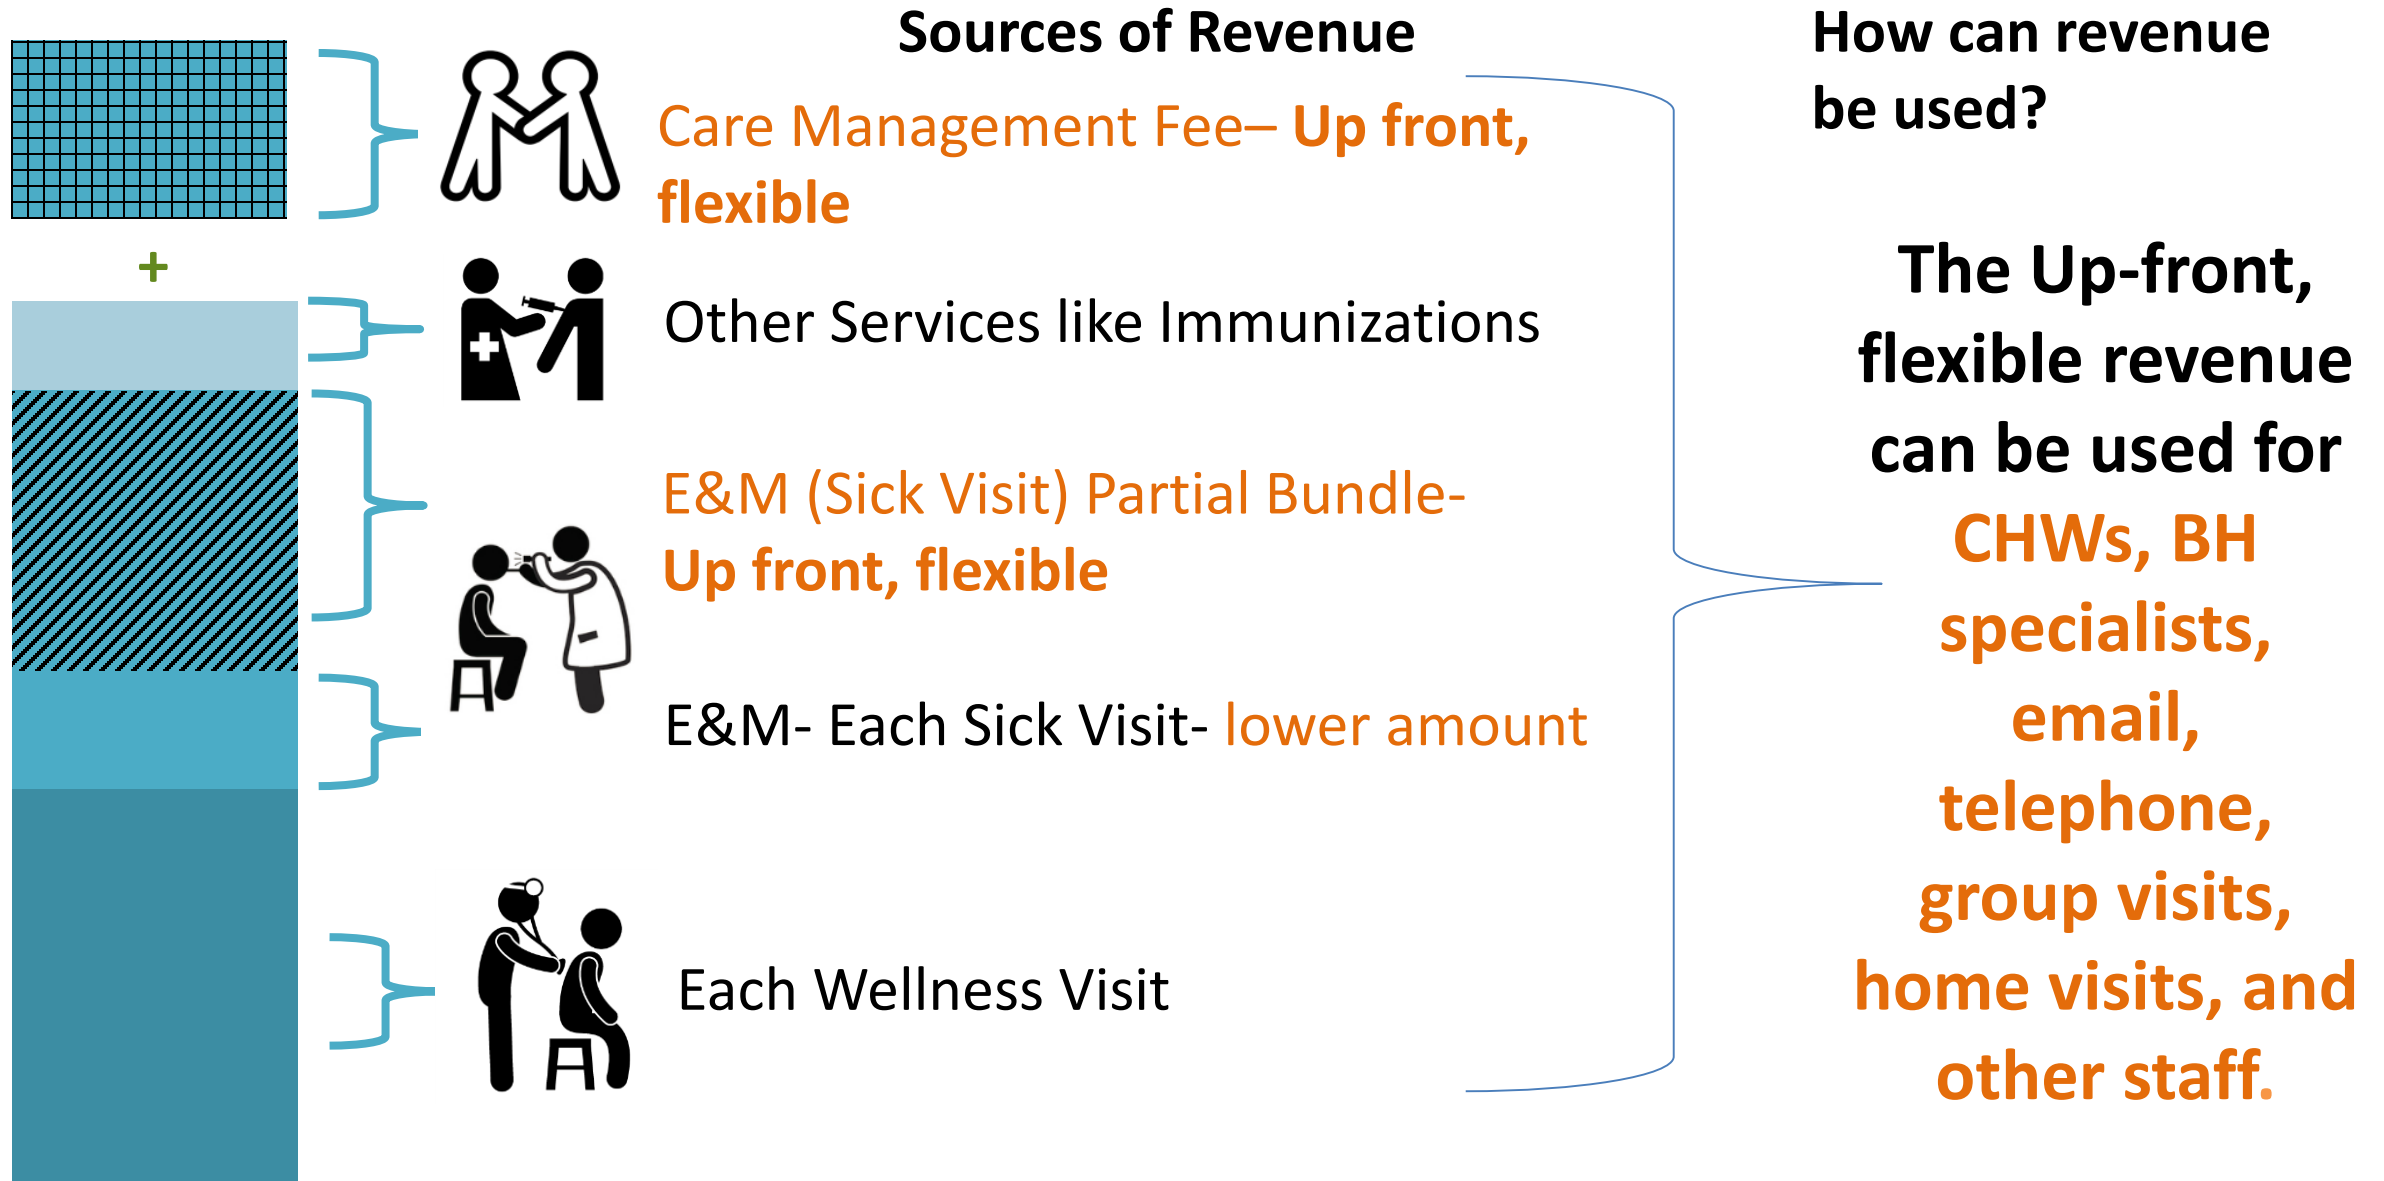 Sources of Revenue
Care Management Fee– Up front,
flexible
+
Other Services like Immunizations
E&M (Sick Visit) Partial Bundle-
Up front, flexible
E&M- Each Sick Visit- lower amount
Each Wellness Visit
How can revenue
be used?
The Up-front,
flexible revenue
can be used for
CHWs, BH
specialists,
email,
telephone,
group visits,
home visits, and
other staff.